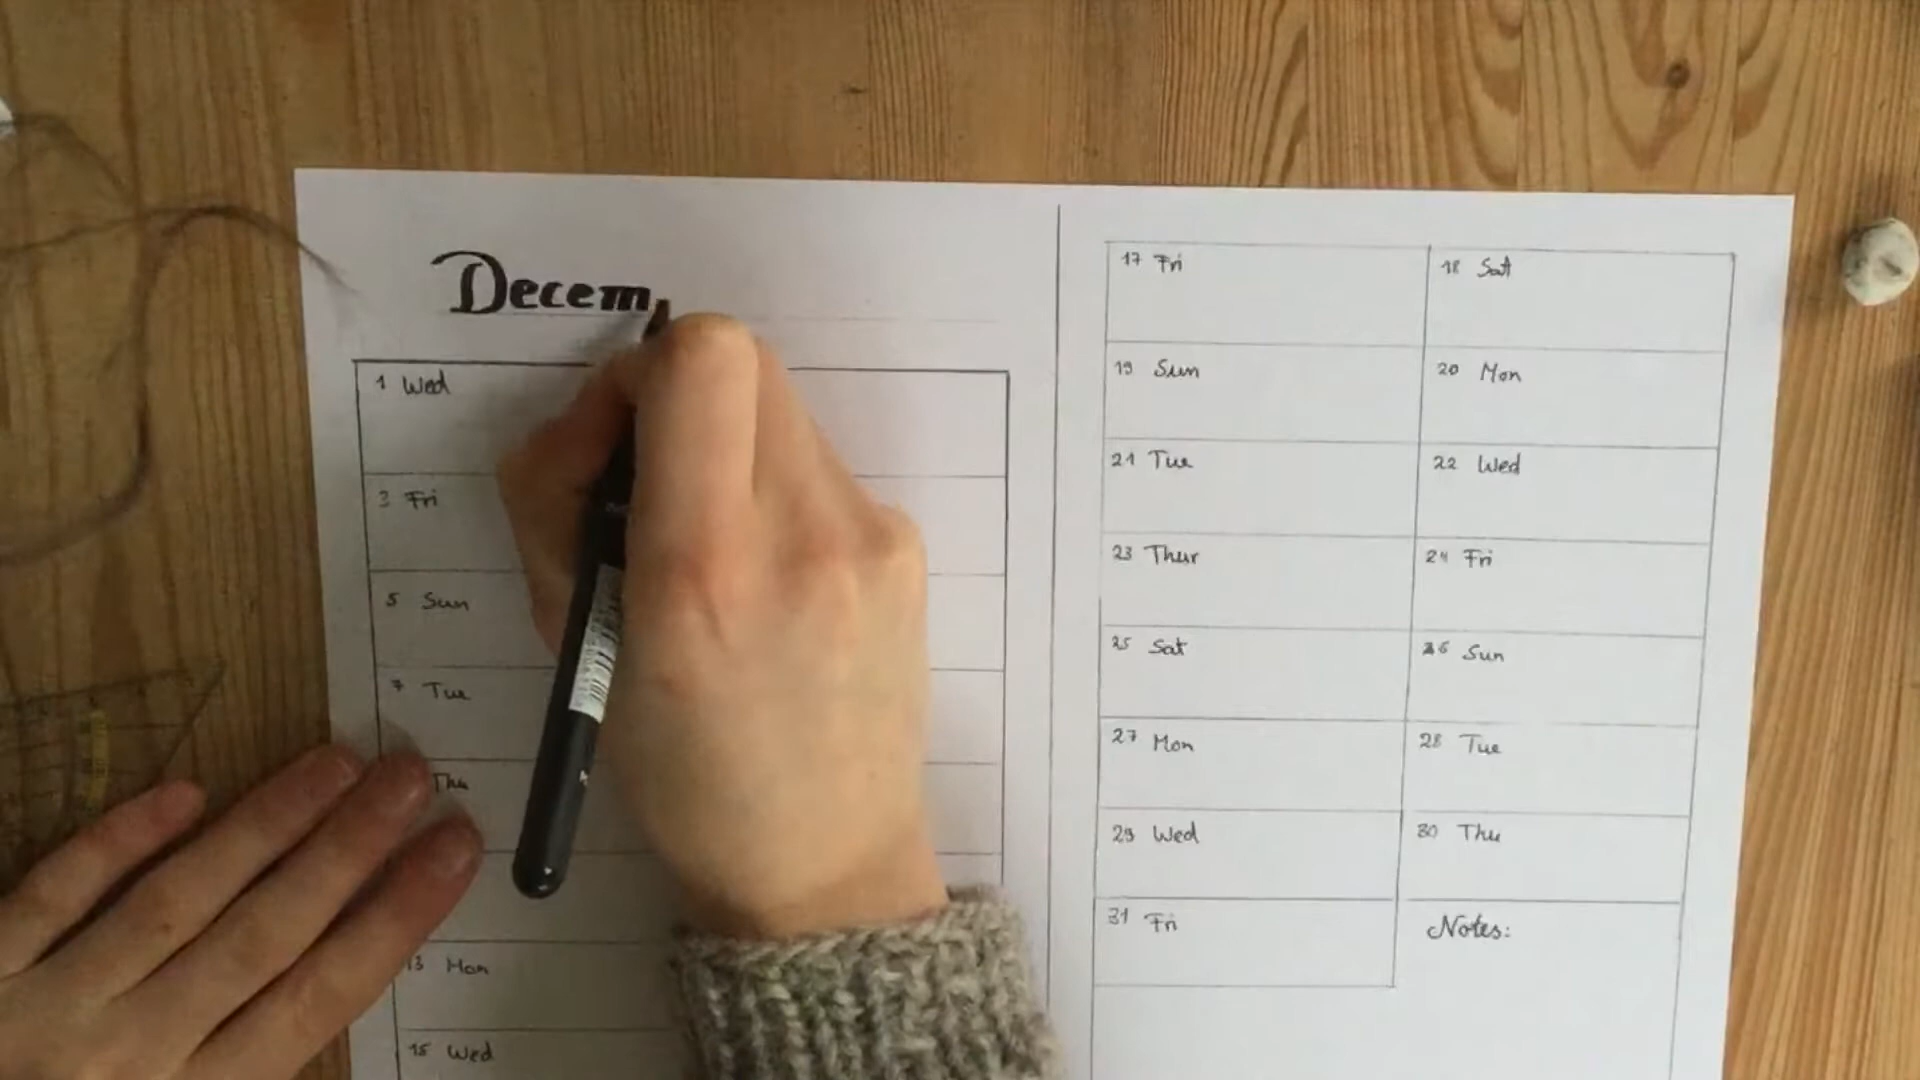 Decem
1 Wed
3 Fri
5 Sun
7 Tue
Thu
13 Mon
15 Wed
17 Fri
18 Sat
19 Sun
20 Mon
21 Tue
22 Wed
23 Thur
24 Fri
25 Sat
26 Sun
27 Mon
28 Tue
29 Wed
30 Thu
31 Fri
Notes: